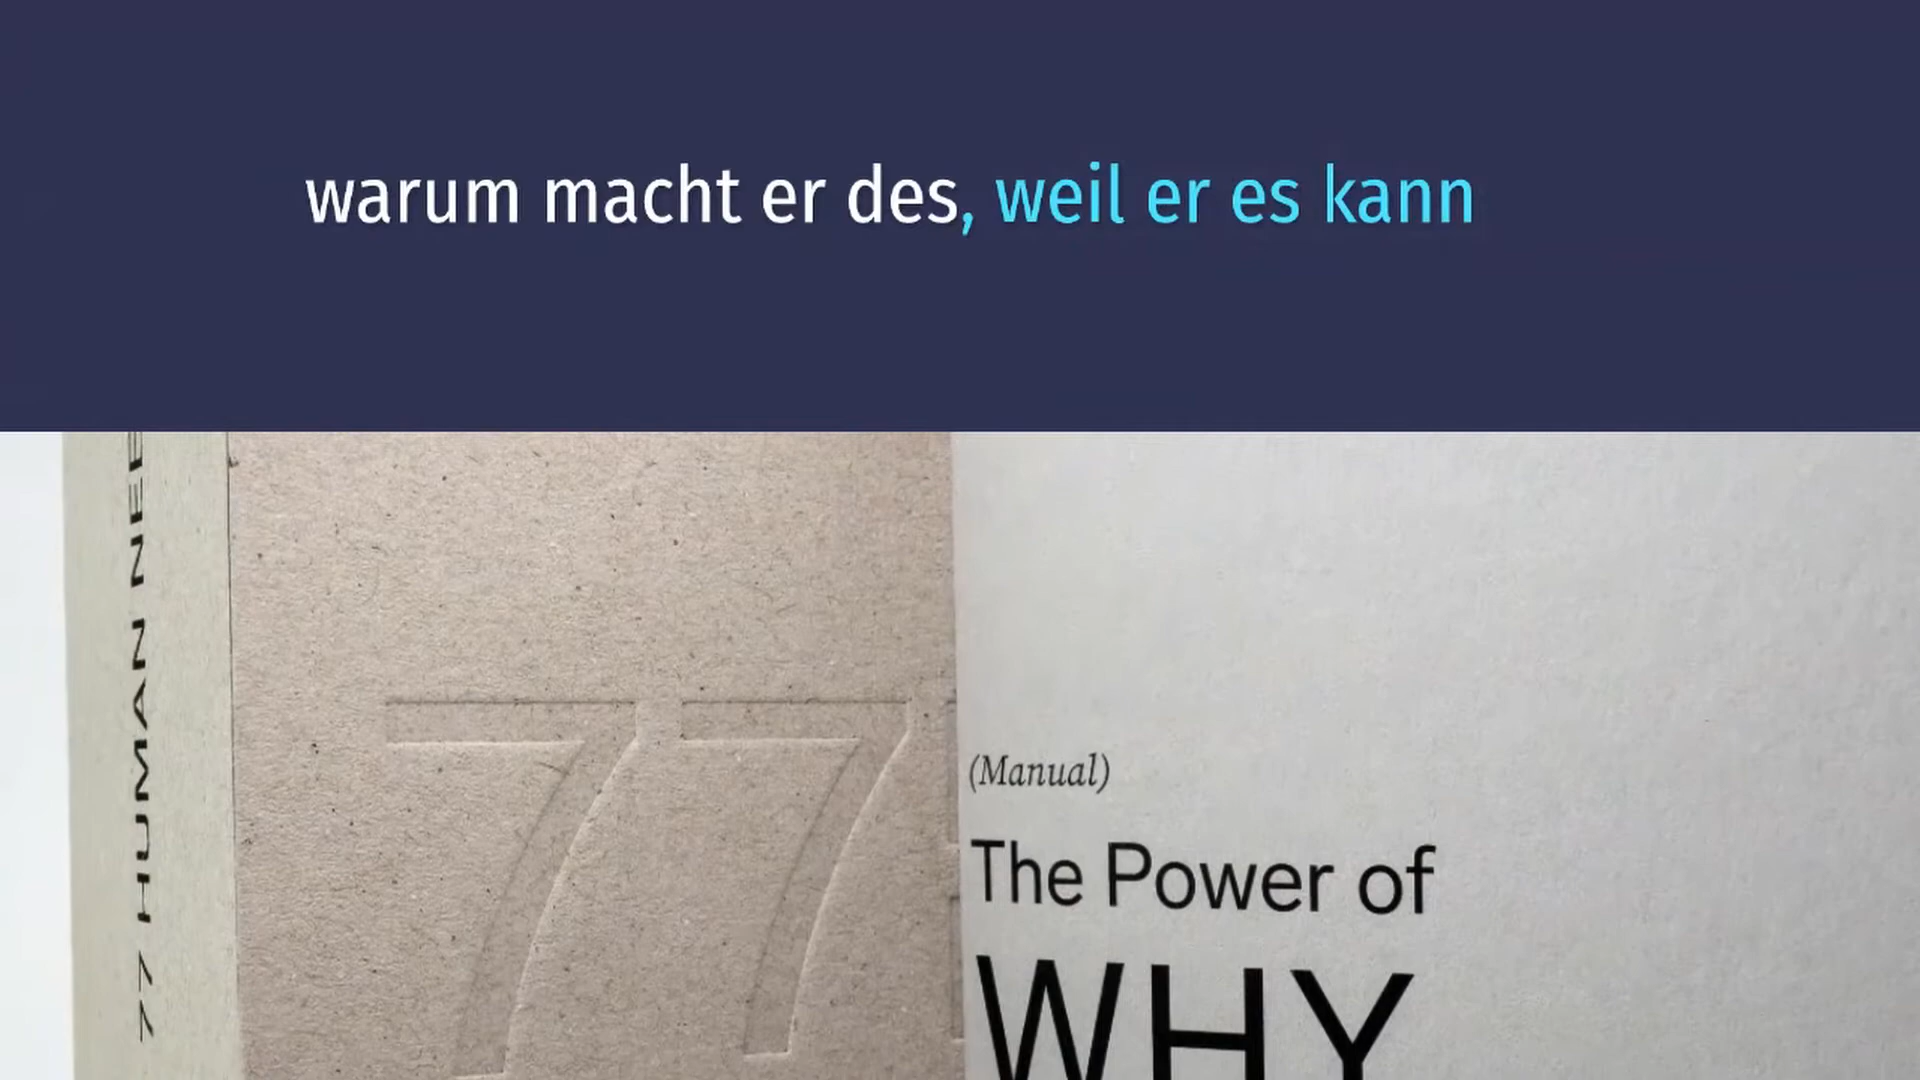 warum macht er des, weil er es kann
77 HUMAN NEE
77
(Manual)
The Power of
WHY